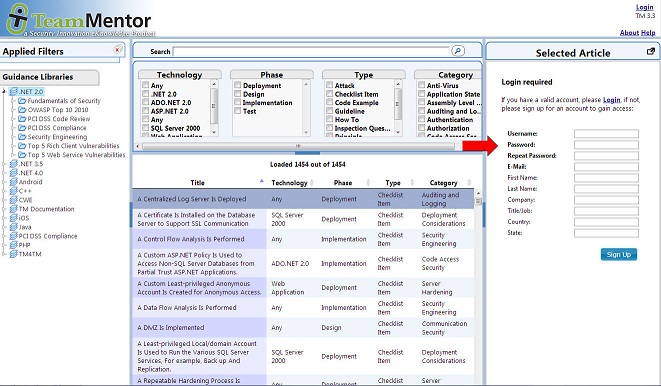 TeamMentor
a Security Innovation eKnowledge Product
Login
TM 3.3
About Help
Applied Filters
Guidance Libraries
.NET 2.0
Fundamentals of Security
OWASP Top 10 2010
PCI DSS Code Review
PCI DSS Compliance
Security Engineering
Top 5 Rich Client Vulnerabilities
Top 5 Web Service Vulnerabilities
.NET 3.5
.NET 4.0
Android
C++
CWE
TM Documentation
iOS
Java
PCI DSS Compliance
PHP
TM4TM
Search
Technology
Any
.NET 2.0
ADO.NET 2.0
ASP.NET 2.0
Any
SQL Server 2000
Web Application
Phase
Deployment
Design
Implementation
Test
Type
Attack
Checklist Item
Code Example
Guideline
How To
Inspection Ques...
Principle
Category
Anti-Virus
Application State
Assembly Level ...
Auditing and Lo...
Authentication
Authorization
Code Access Sec...
Loaded 1454 out of 1454
Title Technology Phase Type Category
A Centralized Log Server Is Deployed Any Deployment Checklist Item Auditing and Logging
A Certificate Is Installed on the Database Server to Support SSL Communication SQL Server 2000 Deployment Checklist Item Deployment Considerations
A Control Flow Analysis Is Performed Any Implementation Checklist Item Security Engineering
A Custom ASP.NET Policy Is Used to Access Non-SQL Server Databases from Partial Trust ASP.NET Applications. ADO.NET 2.0 Implementation Checklist Item Code Access Security
A Custom Least-privileged Anonymous Account Is Created for Anonymous Access. Web Application Deployment Checklist Item Server Hardening
A Data Flow Analysis Is Performed Any Implementation Checklist Item Security Engineering
A DMZ Is Implemented Any Design Checklist Item Communication Security
A Least-privileged Local/domain Account Is Used to Run the Various SQL Server Services, For example, Back up And Replication. SQL Server 2000 Deployment Checklist Item Deployment Considerations
A Repeatable Hardening Process Is Checklist Server
Selected Article
Login required
If you have a valid account, please Login, if not,
please sign up for an account to gain access:
Username:
Password:
Repeat Password:
E-Mail:
First Name:
Last Name:
Company:
Title/Job:
Country:
State:
Sign Up